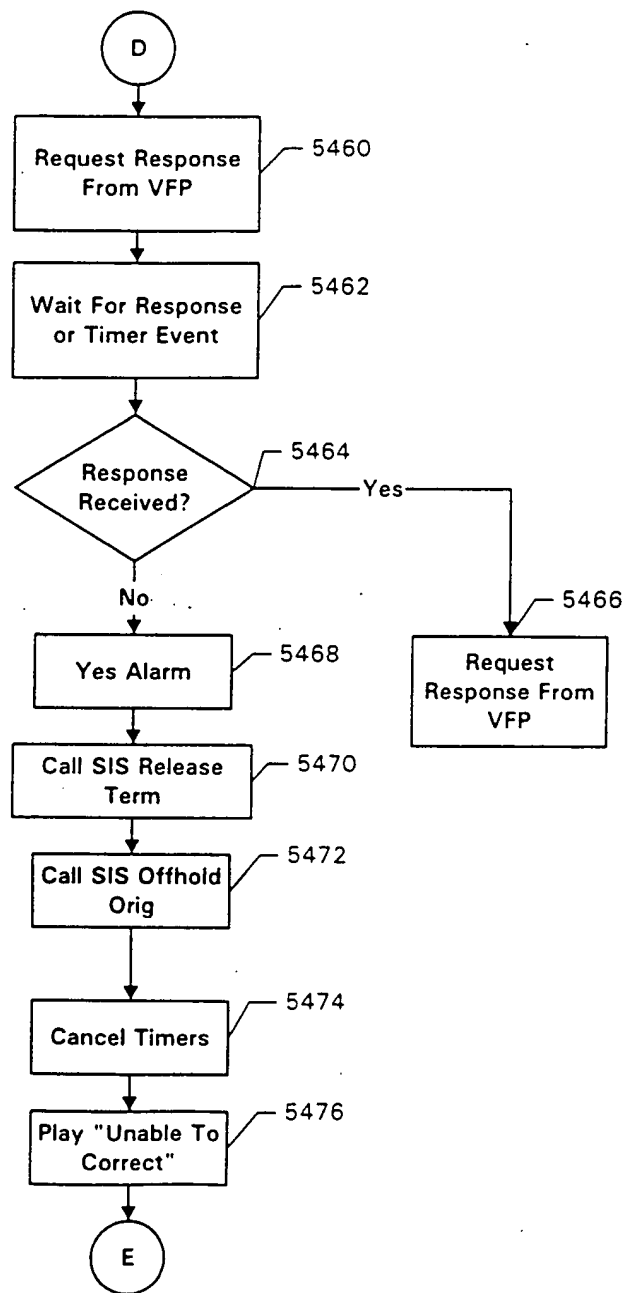 D
Request Response
From VFP
5460
Wait For Response
or Timer Event
5462
Response
Received?
5464
Yes
No
5466
Request
Response From
VFP
Yes Alarm
5468
Call SIS Release
Term
5470
Call SIS Offhold
Orig
5472
Cancel Timers
5474
Play "Unable To
Correct"
5476
E